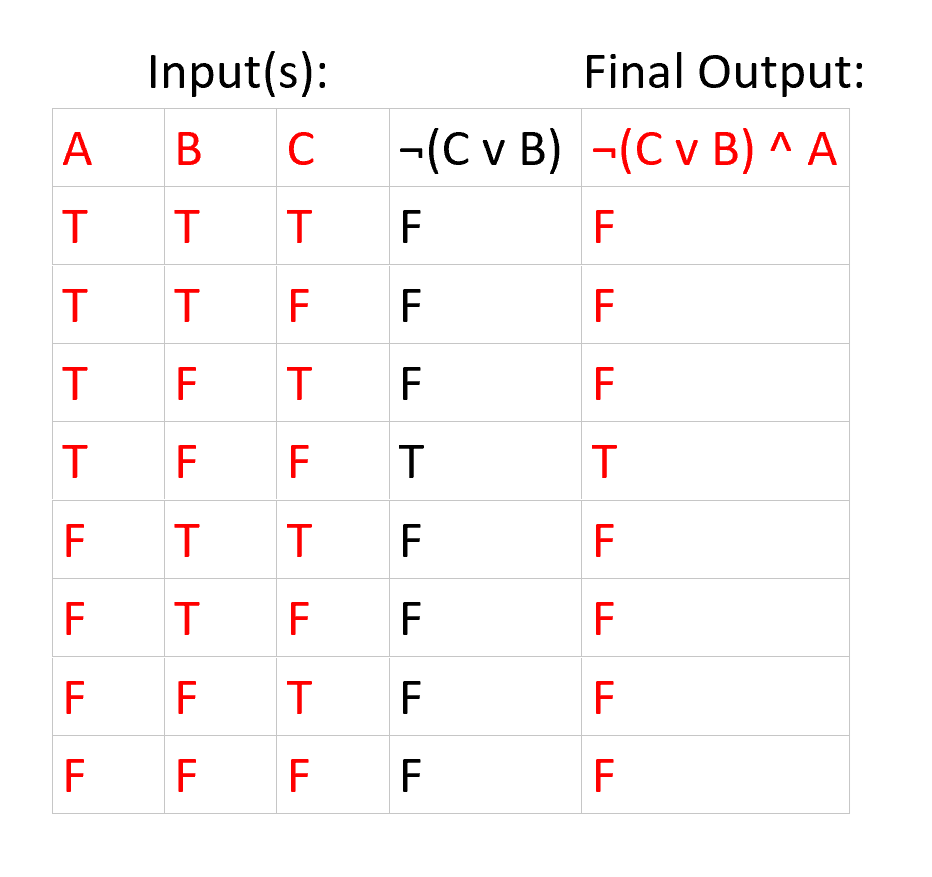 Input(s): Final Output:
A B C ¬(C v B) ¬(C v B) ^ A
T T T F F
T T F F F
T F T F F
T F F T T
F T T F F
F T F F F
F F T F F
F F F F F